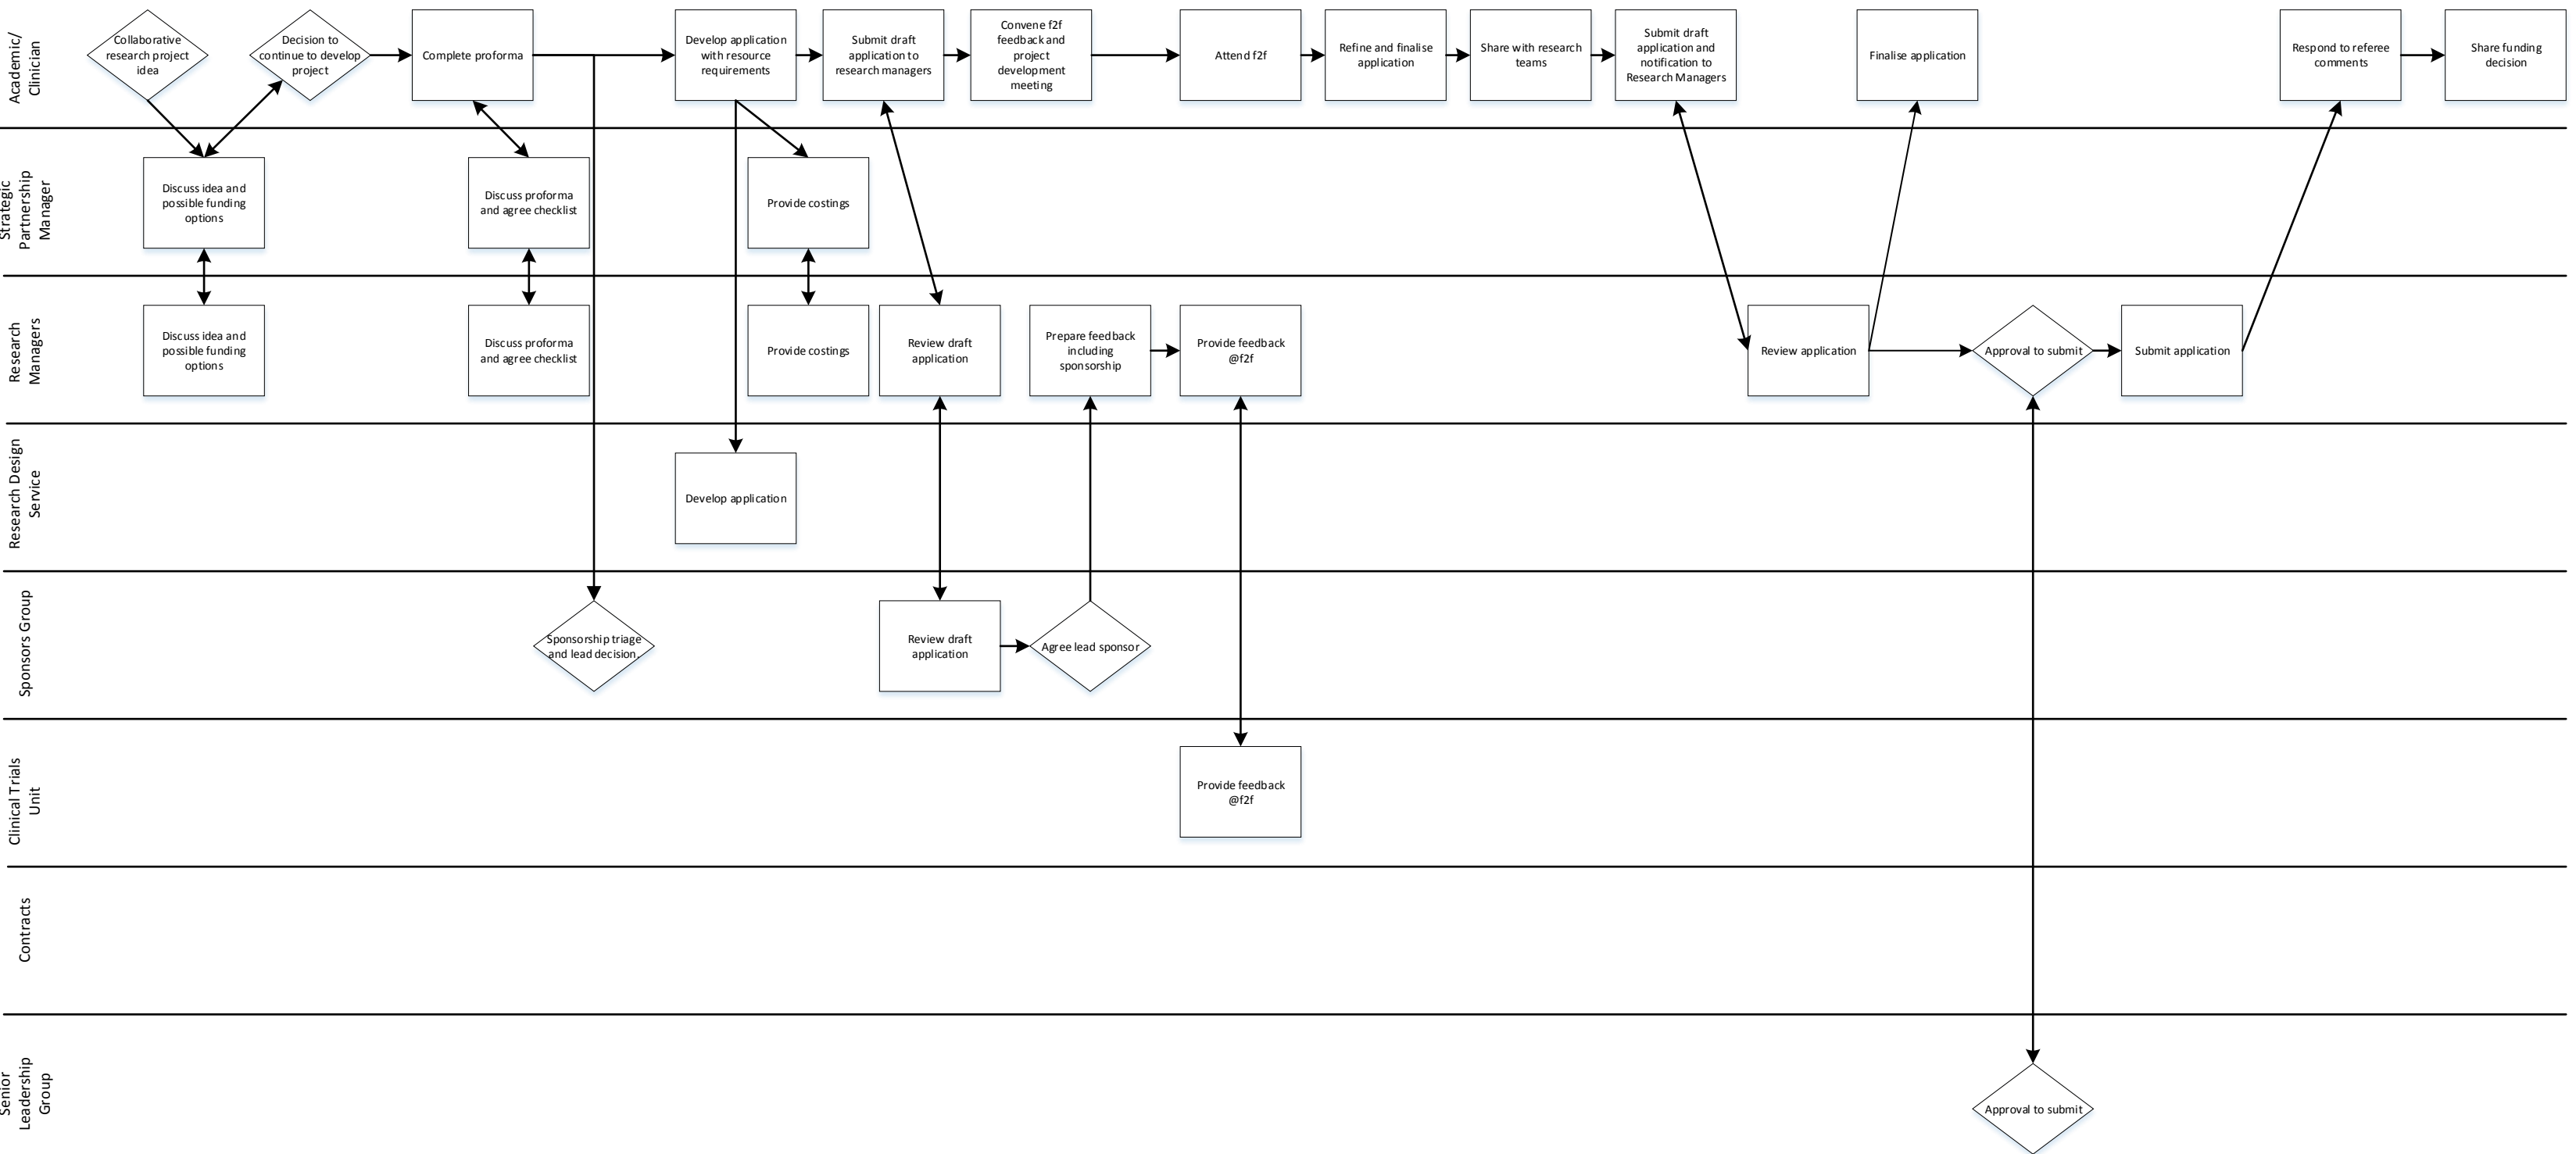 Academic/
Clinician
Collaborative
research project
idea
Decision to
continue to develop
project
Complete proforma
Develop application
with resource
requirements
Submit draft
application to
research managers
Convene f2f
feedback and
project
development
meeting
Attend f2f
Refine and finalise
application
Share with research
teams
Submit draft
application and
notification to
Research Managers
Finalise application
Respond to referee
comments
Share funding
decision
Strategic
Partnership
Manager
Discuss idea and
possible funding
options
Discuss proforma
and agree checklist
Provide costings
Research
Managers
Discuss idea and
possible funding
options
Discuss proforma
and agree checklist
Provide costings
Review draft
application
Prepare feedback
including
sponsorship
Provide feedback
@f2f
Review application
Approval to submit
Submit application
Research Design
Service
Develop application
Sponsors Group
Sponsorship triage
and lead decision.
Review draft
application
Agree lead sponsor
Clinical Trials
Unit
Provide feedback
@f2f
Contracts
Senior
Leadership
Group
Approval to submit